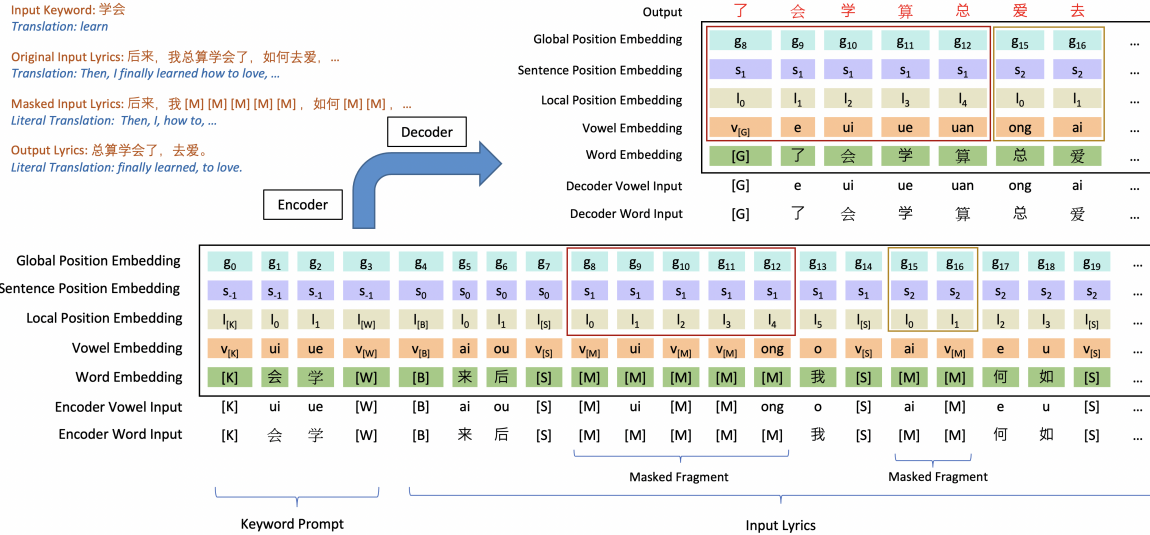 Input Keyword: 学会
Translation: learn
Original Input Lyrics: 后来，我总算学会了，如何去爱，…
Translation: Then, I finally learned how to love, …
Masked Input Lyrics: 后来，我 [M] [M] [M] [M] [M] ，如何 [M] [M] ，…
Literal Translation: Then, I, how to, …
Output Lyrics: 总算学会了，去爱。
Literal Translation: finally learned, to love.
Encoder
Decoder
Output 了 会 学 算 总 爱 去
Global Position Embedding g8 g9 g10 g11 g12 g15 g16 ...
Sentence Position Embedding s1 s1 s1 s1 s1 s2 s2 ...
Local Position Embedding l0 l1 l2 l3 l4 l0 l1 ...
Vowel Embedding v[G] e ui ue uan ong ai ...
Word Embedding [G] 了 会 学 算 总 爱 ...
Decoder Vowel Input [G] e ui ue uan ong ai ...
Decoder Word Input [G] 了 会 学 算 总 爱 ...
Global Position Embedding g0 g1 g2 g3 g4 g5 g6 g7 g8 g9 g10 g11 g12 g13 g14 g15 g16 g17 g18 g19 ...
Sentence Position Embedding s-1 s-1 s-1 s-1 s0 s0 s0 s0 s1 s1 s1 s1 s1 s1 s1 s2 s2 s2 s2 s2 ...
Local Position Embedding l[K] l0 l1 l[W] l[B] l0 l1 l[S] l0 l1 l2 l3 l4 l5 l[S] l0 l1 l2 l3 l[S] ...
Vowel Embedding v[K] ui ue v[W] v[B] ai ou v[S] v[M] ui v[M] v[M] ong o v[S] ai v[M] e u v[S] ...
Word Embedding [K] 会 学 [W] [B] 来 后 [S] [M] [M] [M] [M] [M] 我 [S] [M] [M] 何 如 [S] ...
Encoder Vowel Input [K] ui ue [W] [B] ai ou [S] [M] ui [M] [M] ong o [S] ai [M] e u [S] ...
Encoder Word Input [K] 会 学 [W] [B] 来 后 [S] [M] [M] [M] [M] [M] 我 [S] [M] [M] 何 如 [S] ...
Masked Fragment
Masked Fragment
Keyword Prompt
Input Lyrics